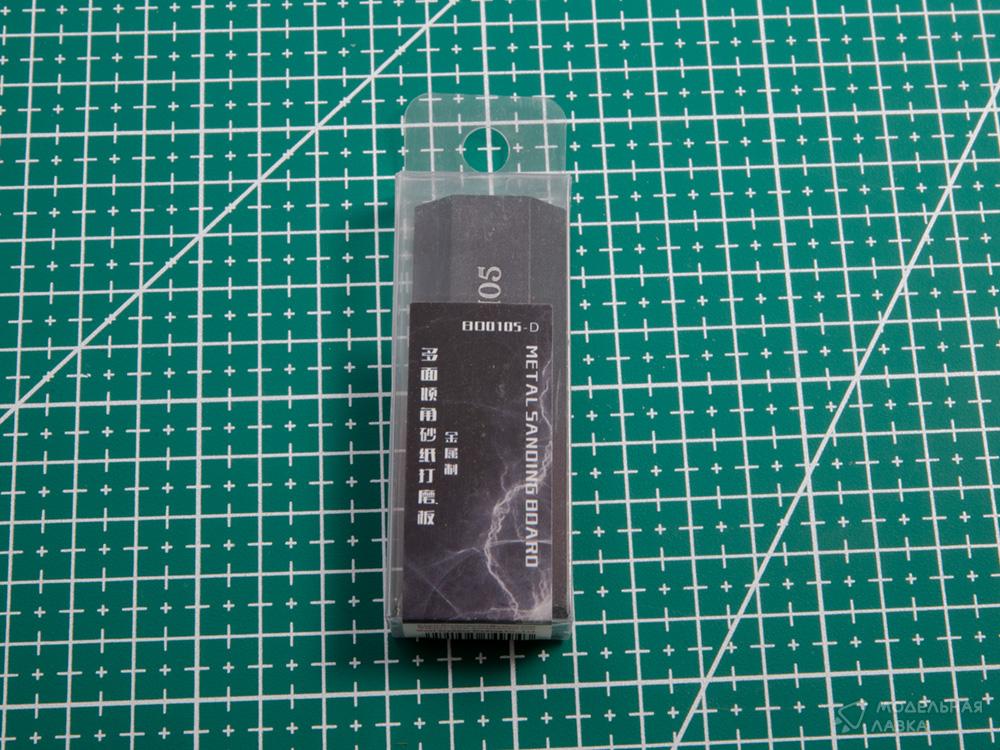 05
BD0105-D
METAL SANDING BOARD
金属制
多面倾角砂纸打磨板
МОДЕЛЬНАЯ
ЛАВКА